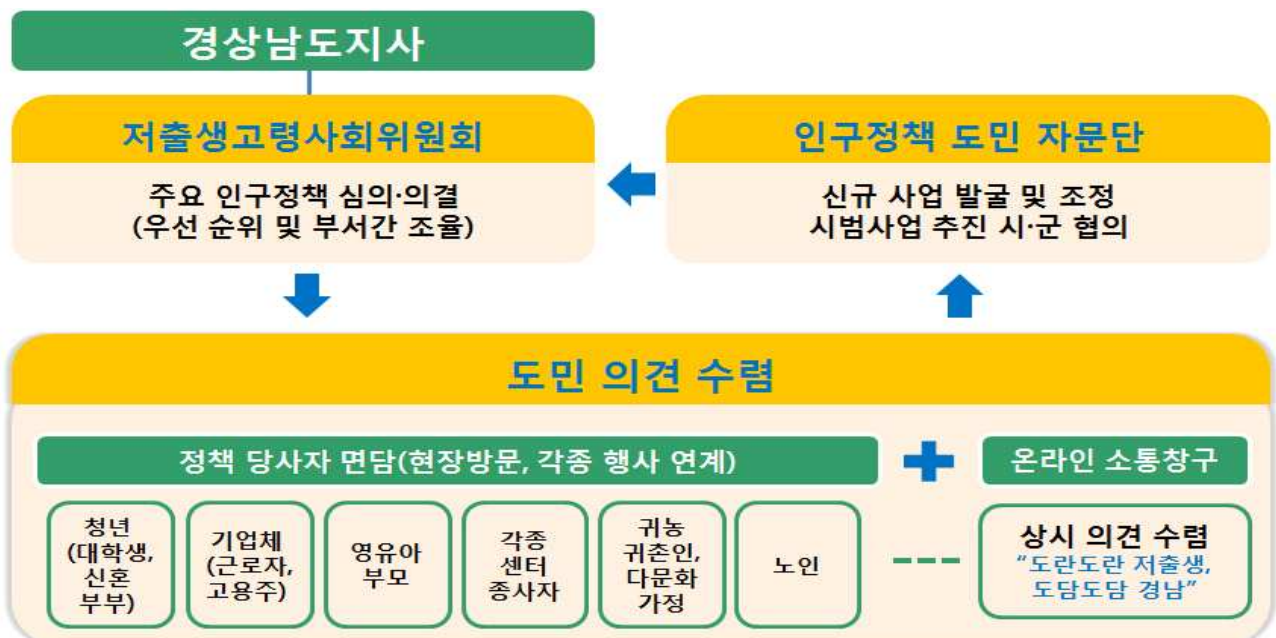 경상남도지사
저출생고령사회위원회
주요 인구정책 심의·의결
(우선 순위 및 부서간 조율)
인구정책 도민 자문단
신규 사업 발굴 및 조정
시범사업 추진 시·군 협의
도민 의견 수렴
정책 당사자 면담(현장방문, 각종 행사 연계)
온라인 소통창구
청년
(대학생,
신혼
부부)
기업체
(근로자,
고용주)
영유아
부모
각종
센터
종사자
귀농
귀촌인,
다문화
가정
노인
상시 의견 수렴
"도란도란 저출생,
도담도담 경남"